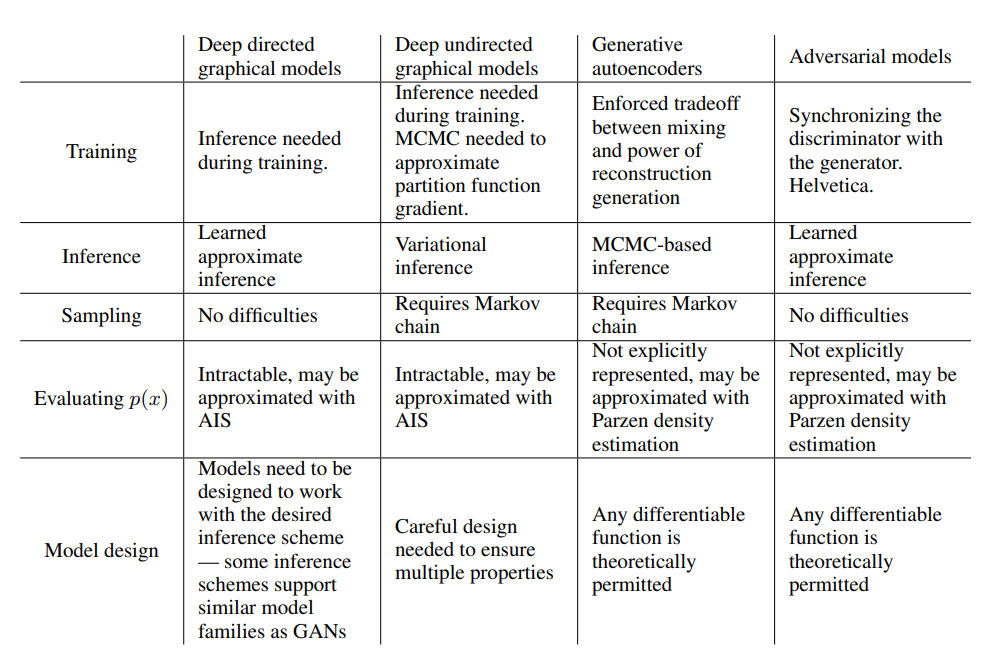 Deep directed
graphical models
Deep undirected
graphical models
Generative
autoencoders
Adversarial models
Training
Inference needed
during training.
Inference needed
during training.
MCMC needed to
approximate
partition function
gradient.
Enforced tradeoff
between mixing
and power of
reconstruction
generation
Synchronizing the
discriminator with
the generator.
Helvetica.
Inference
Learned
approximate
inference
Variational
inference
MCMC-based
inference
Learned
approximate
inference
Sampling
No difficulties
Requires Markov
chain
Requires Markov
chain
No difficulties
Evaluating p(x)
Intractable, may be
approximated with
AIS
Intractable, may be
approximated with
AIS
Not explicitly
represented, may be
approximated with
Parzen density
estimation
Not explicitly
represented, may be
approximated with
Parzen density
estimation
Model design
Models need to be
designed to work
with the desired
inference scheme
— some inference
schemes support
similar model
families as GANs
Careful design
needed to ensure
multiple properties
Any differentiable
function is
theoretically
permitted
Any differentiable
function is
theoretically
permitted